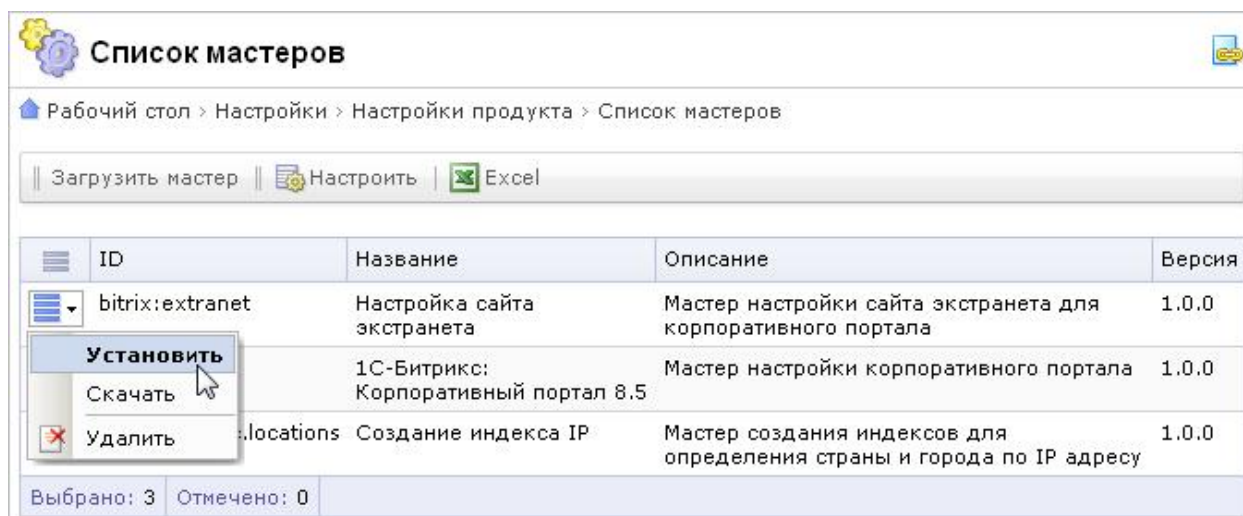 Список мастеров
Рабочий стол > Настройки > Настройки продукта > Список мастеров
Загрузить мастер Настроить Excel
ID Название Описание Версия
bitrix:extranet Настройка сайта экстранета Мастер настройки сайта экстранета для корпоративного портала 1.0.0
Установить
Скачать
Удалить
1С-Битрикс: Корпоративный портал 8.5 Мастер настройки корпоративного портала 1.0.0
.locations Создание индекса IP Мастер создания индексов для определения страны и города по IP адресу 1.0.0
Выбрано: 3 Отмечено: 0